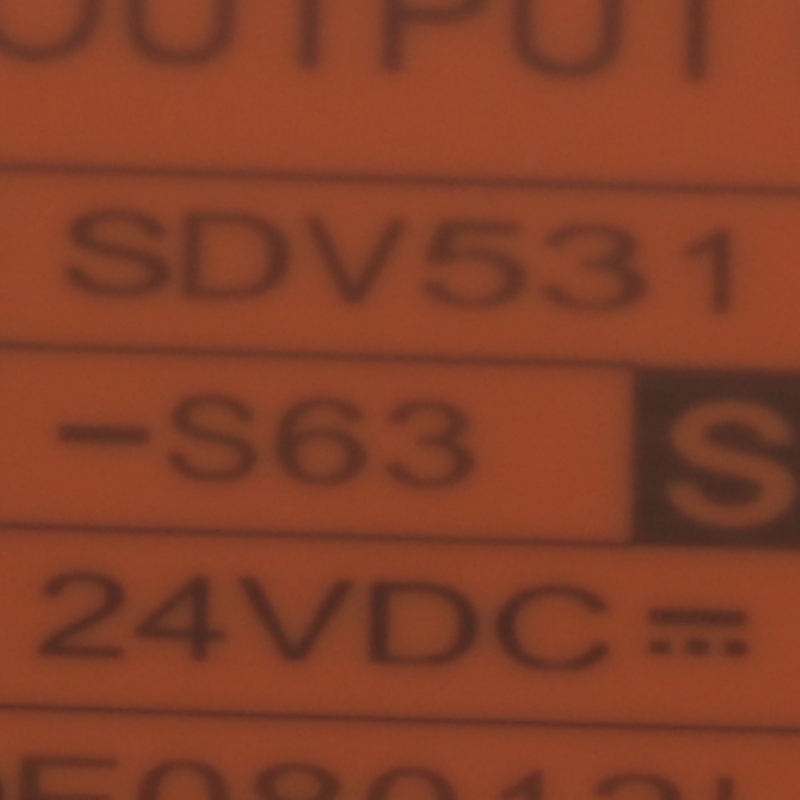 OUTPUT
SDV531
-S63 S
24VDC⎓